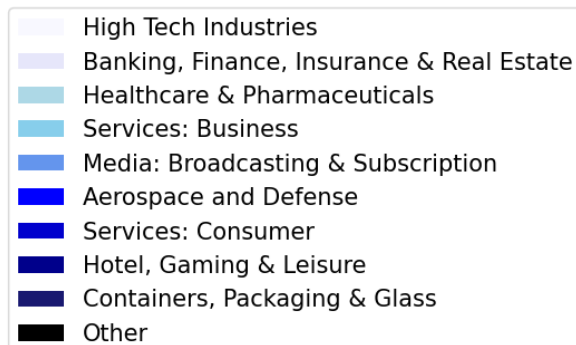 High Tech Industries
Banking, Finance, Insurance & Real Estate
Healthcare & Pharmaceuticals
Services: Business
Media: Broadcasting & Subscription
Aerospace and Defense
Services: Consumer
Hotel, Gaming & Leisure
Containers, Packaging & Glass
Other